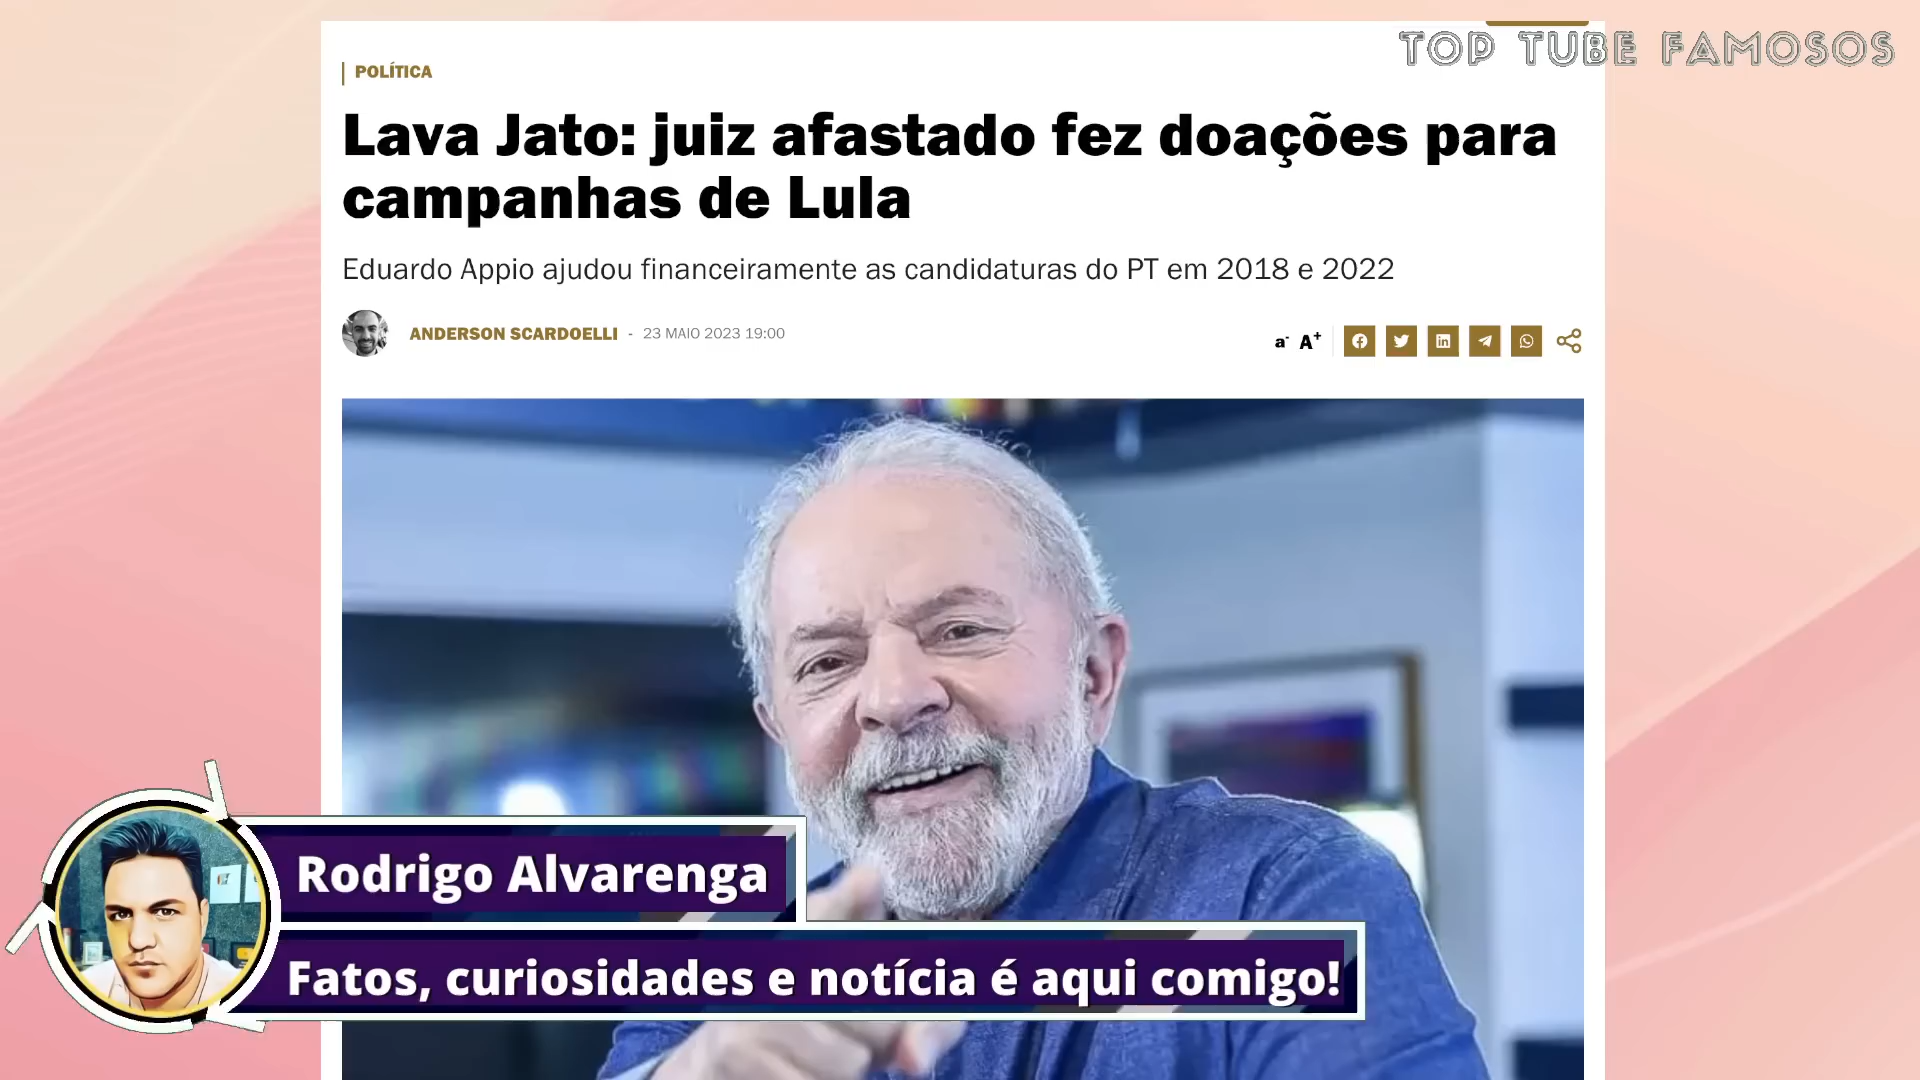 TOP TUBE FAMOSOS
POLÍTICA
Lava Jato: juiz afastado fez doações para
campanhas de Lula
Eduardo Appio ajudou financeiramente as candidaturas do PT em 2018 e 2022
ANDERSON SCARDOELLI - 23 MAIO 2023 19:00
a- A+
Rodrigo Alvarenga
Fatos, curiosidades e notícia é aqui comigo!